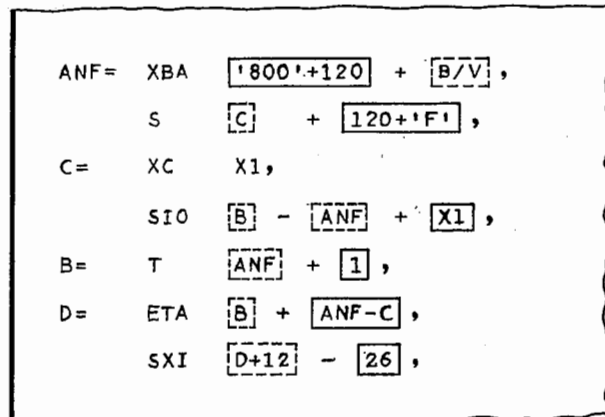 ANF= XBA '800'+120 + B/V ,
S C + 120+'F' ,
C= XC X1,
SIO B - ANF + X1 ,
B= T ANF + 1 ,
D= ETA B + ANF-C ,
SXI D+12 - 26 ,